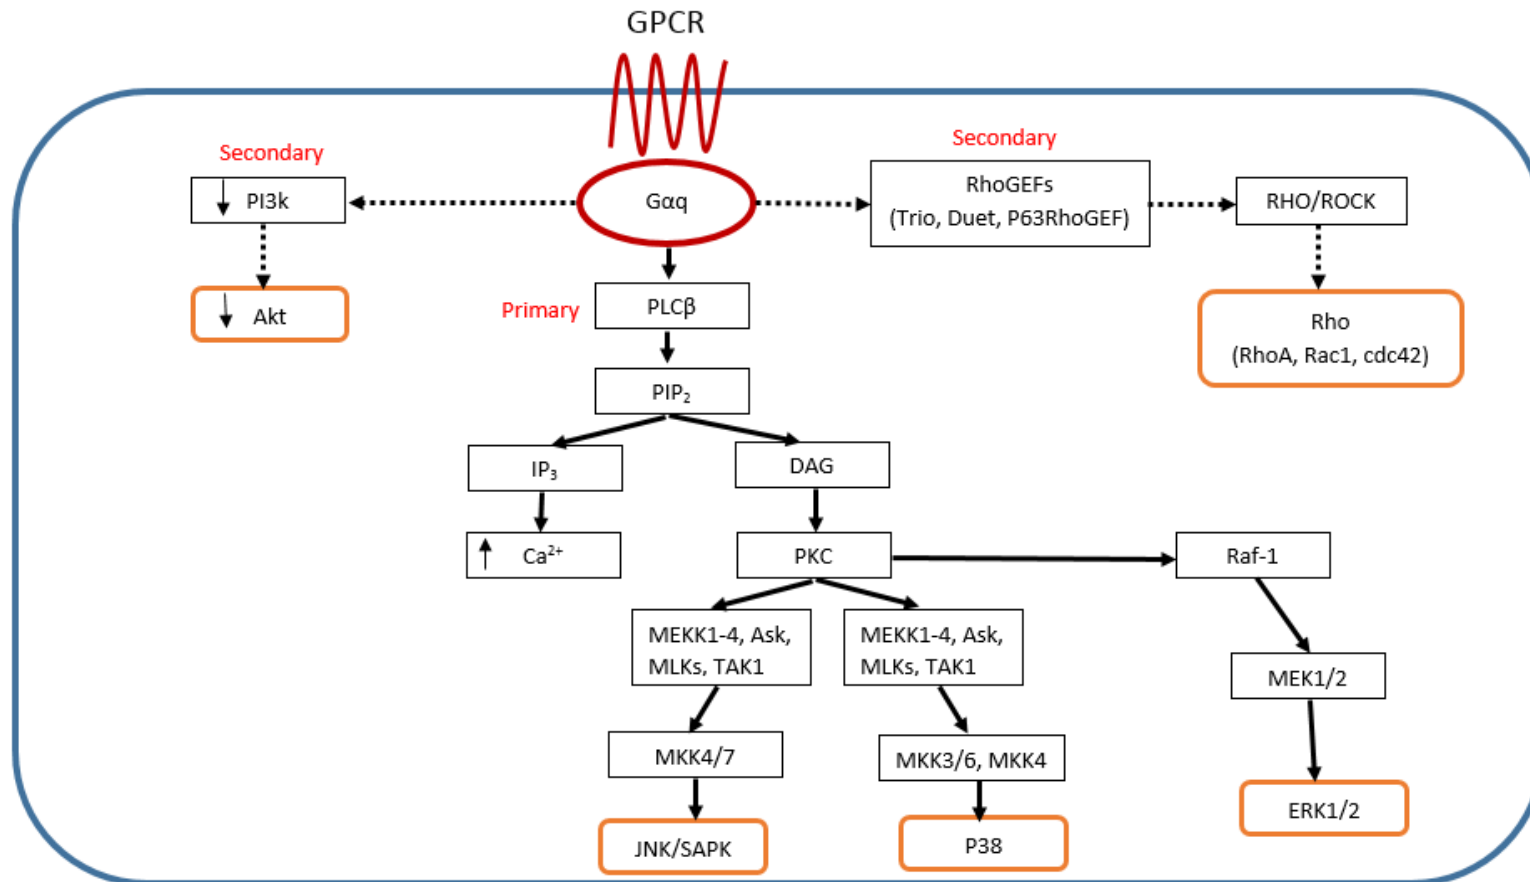 GPCR
Secondary
Secondary
PI3k
Gαq
RhoGEFs
(Trio, Duet, P63RhoGEF)
RHO/ROCK
Akt
Primary
PLCβ
Rho
(RhoA, Rac1, cdc42)
PIP₂
IP₃
DAG
Ca²⁺
PKC
Raf-1
MEKK1-4, Ask,
MLKs, TAK1
MEKK1-4, Ask,
MLKs, TAK1
MEK1/2
MKK4/7
MKK3/6, MKK4
ERK1/2
JNK/SAPK
P38